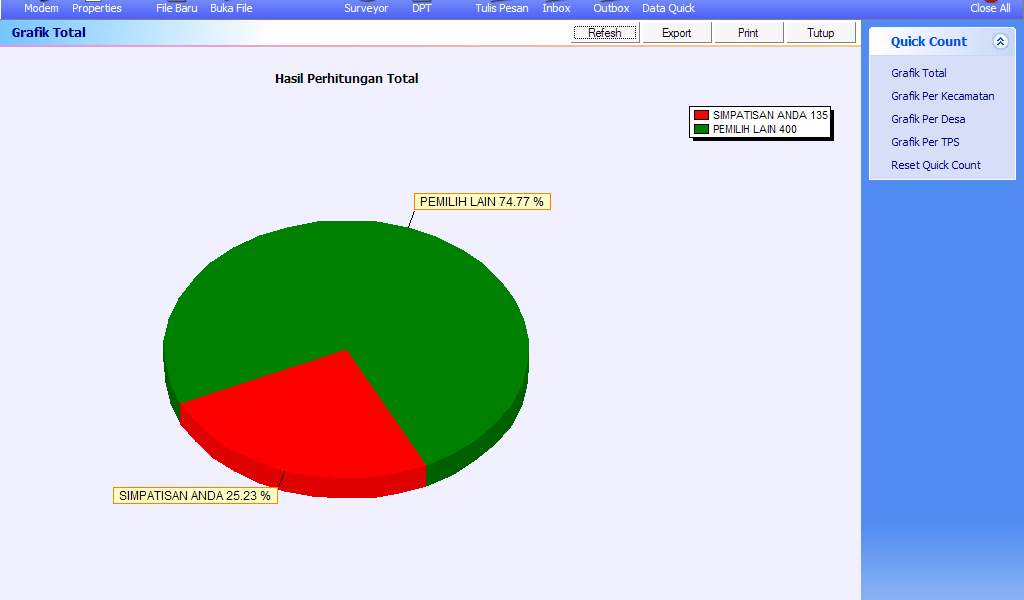 Modem Properties File Baru Buka File Surveyor DPT Tulis Pesan Inbox Outbox Data Quick Close All
Grafik Total
Refesh Export Print Tutup
Hasil Perhitungan Total
SIMPATISAN ANDA 135
PEMILIH LAIN 400
PEMILIH LAIN 74.77 %
SIMPATISAN ANDA 25.23 %
Quick Count
Grafik Total
Grafik Per Kecamatan
Grafik Per Desa
Grafik Per TPS
Reset Quick Count